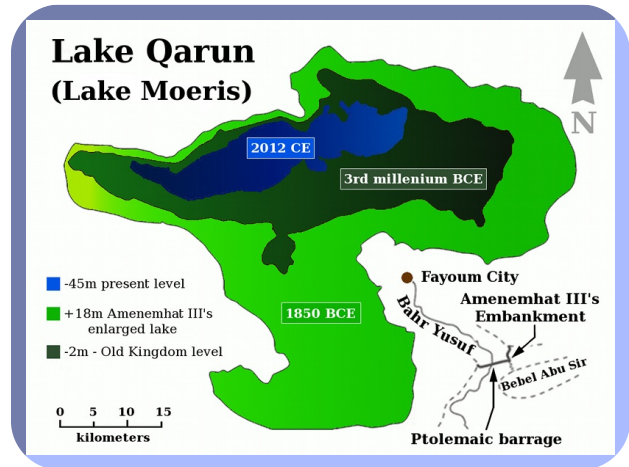 Lake Qarun
(Lake Moeris)
N
2012 CE
3rd millenium BCE
1850 BCE
-45m present level
+18m Amenemhat III's
enlarged lake
-2m - Old Kingdom level
Fayoum City
Bahr Yusuf
Amenemhat III's
Embankment
Bebel Abu Sir
Ptolemaic barrage
0 5 10 15
kilometers